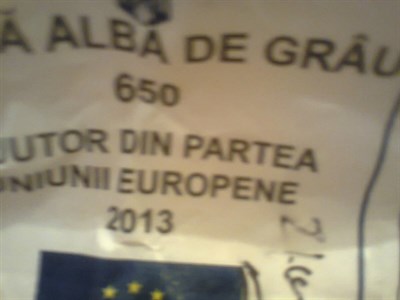 Ă ALBĂ DE GRÂU
650
JUTOR DIN PARTEA
UNIUNII EUROPENE
2013